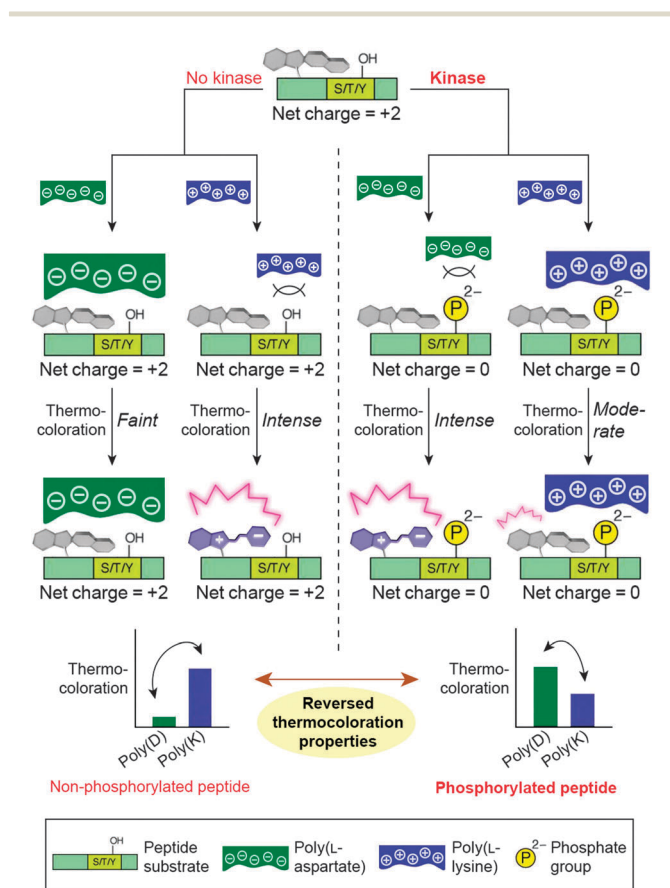 OH
No kinase
S/T/Y
Kinase
Net charge = +2
OH
OH
P 2–
P 2–
S/T/Y
S/T/Y
S/T/Y
S/T/Y
Net charge = +2
Net charge = +2
Net charge = 0
Net charge = 0
Thermo-
coloration
Faint
Thermo-
coloration
Intense
Thermo-
coloration
Intense
Thermo-
coloration
Mode-
rate
OH
OH
P 2–
P 2–
S/T/Y
S/T/Y
S/T/Y
S/T/Y
Net charge = +2
Net charge = +2
Net charge = 0
Net charge = 0
Thermo-
coloration
Poly(D)
Poly(K)
Reversed
thermocoloration
properties
Thermo-
coloration
Poly(D)
Poly(K)
Non-phosphorylated peptide
Phosphorylated peptide
OH
S/T/Y
Peptide
substrate
Poly(L-
aspartate)
Poly(L-
lysine)
P 2–
Phosphate
group